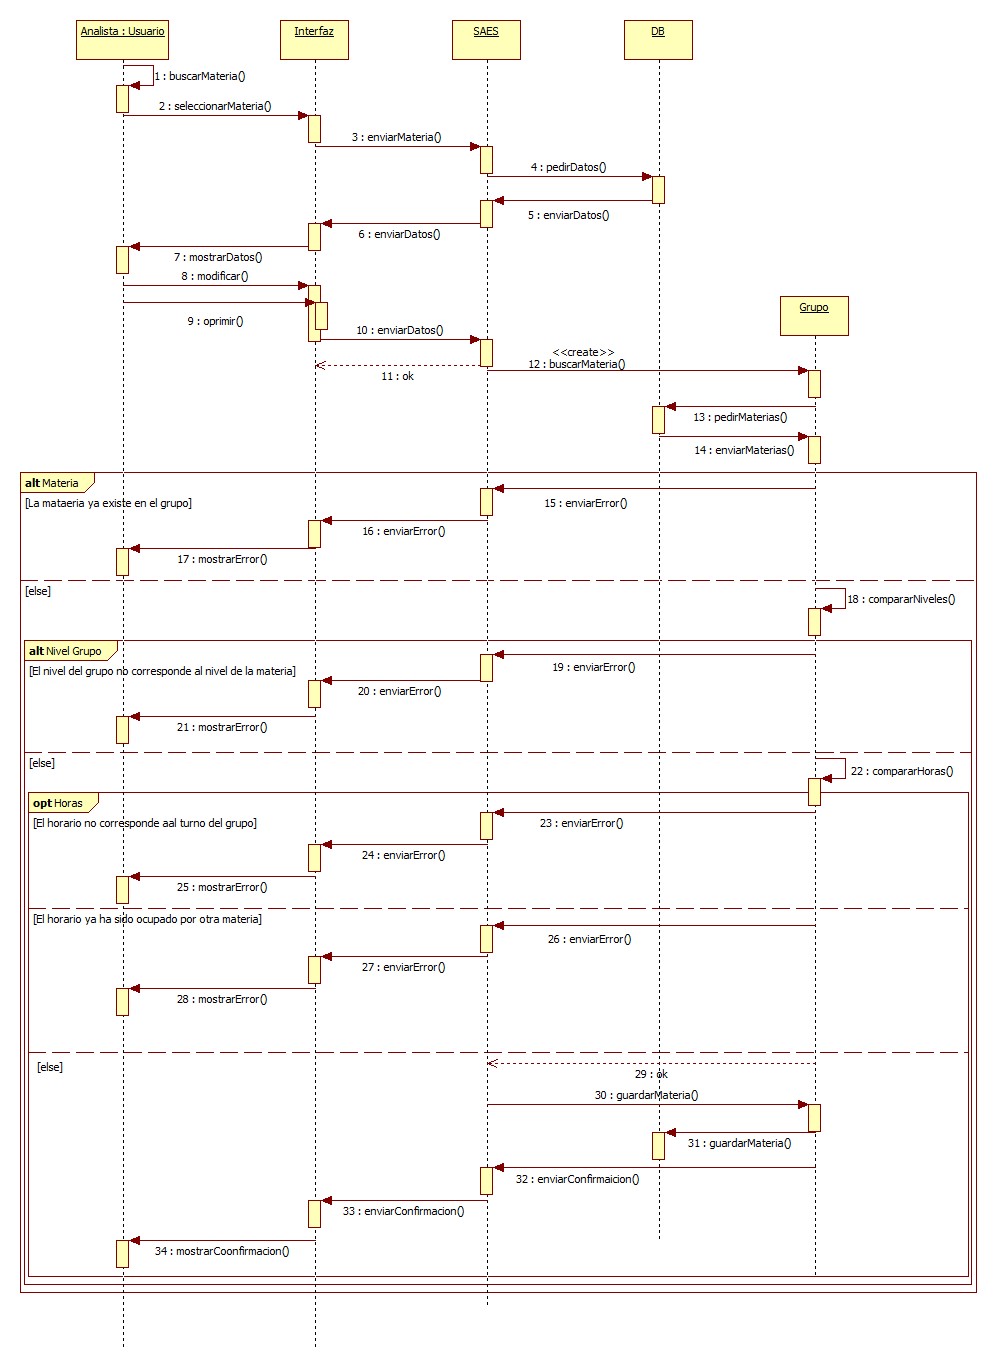 Analista : Usuario
Interfaz
SAES
DB
1 : buscarMateria()
2 : seleccionarMateria()
3 : enviarMateria()
4 : pedirDatos()
5 : enviarDatos()
6 : enviarDatos()
7 : mostrarDatos()
8 : modificar()
Grupo
9 : oprimir()
10 : enviarDatos()
<<create>>
12 : buscarMateria()
11 : ok
13 : pedirMaterias()
14 : enviarMaterias()
alt Materia
[La mataeria ya existe en el grupo]
15 : enviarError()
16 : enviarError()
17 : mostrarError()
[else]
18 : compararNiveles()
alt Nivel Grupo
[El nivel del grupo no corresponde al nivel de la materia]
19 : enviarError()
20 : enviarError()
21 : mostrarError()
[else]
22 : compararHoras()
opt Horas
[El horario no corresponde aal turno del grupo]
23 : enviarError()
24 : enviarError()
25 : mostrarError()
[El horario ya ha sido ocupado por otra materia]
26 : enviarError()
27 : enviarError()
28 : mostrarError()
[else]
29 : ok
30 : guardarMateria()
31 : guardarMateria()
32 : enviarConfirmaicion()
33 : enviarConfirmacion()
34 : mostrarCoonfirmacion()